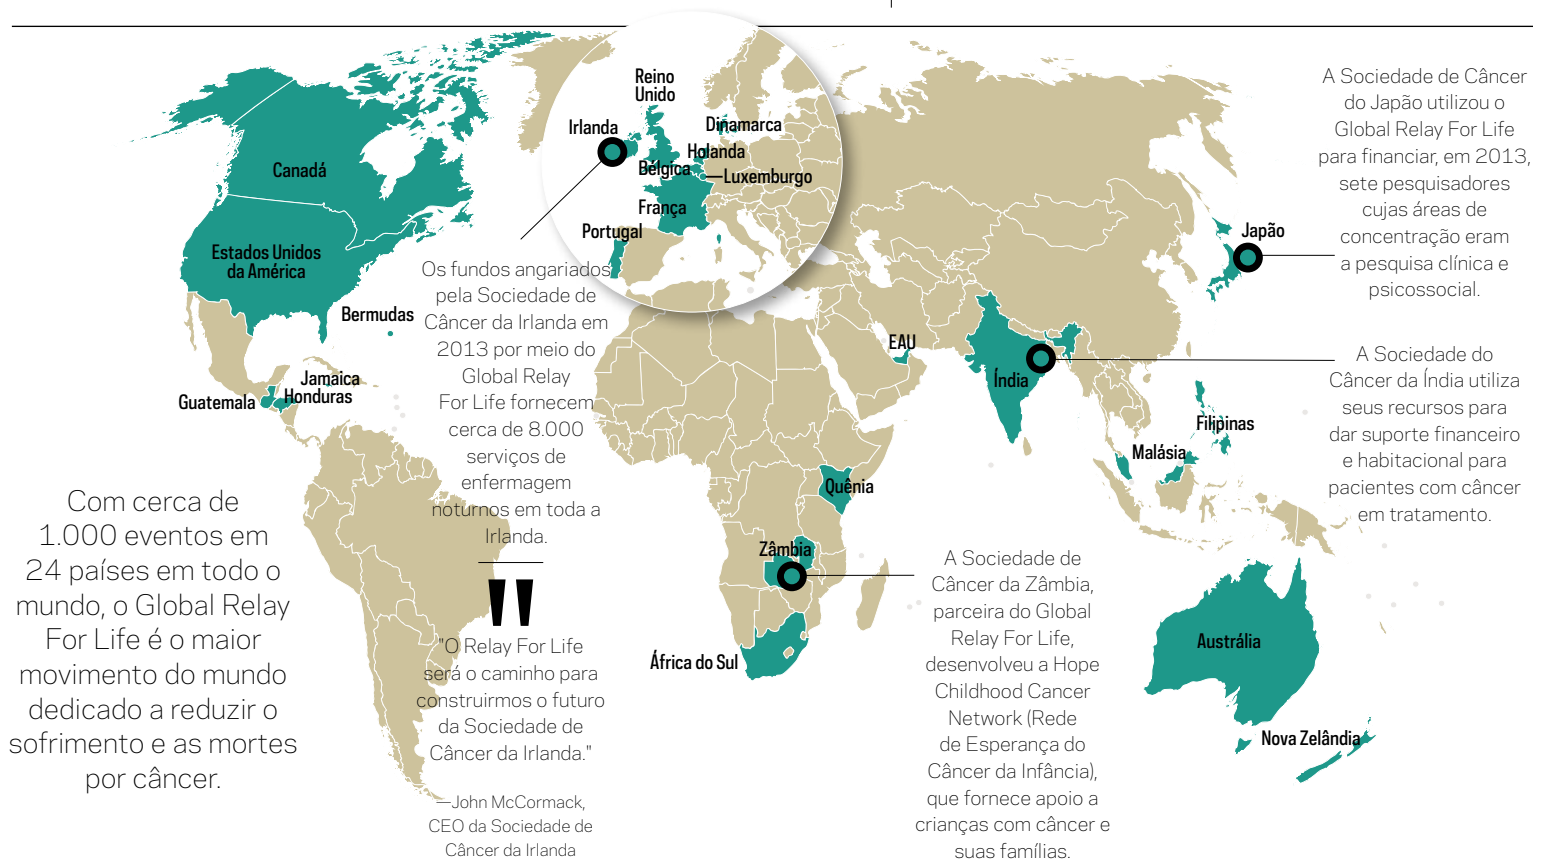 Com cerca de
1.000 eventos em
24 países em todo o
mundo, o Global Relay
For Life é o maior
movimento do mundo
dedicado a reduzir o
sofrimento e as mortes
por câncer.
Canadá
Estados Unidos
da América
Bermudas
Jamaica
Honduras
Guatemala
Reino
Unido
Irlanda
Dinamarca
Holanda
Bélgica
Luxemburgo
França
Portugal
Os fundos angariados
pela Sociedade de
Câncer da Irlanda em
2013 por meio do
Global Relay
For Life fornecem
cerca de 8.000
serviços de
enfermagem
noturnos em toda a
Irlanda.
"
"O Relay For Life
será o caminho para
construirmos o futuro
da Sociedade de
Câncer da Irlanda."
—John McCormack,
CEO da Sociedade de
Câncer da Irlanda
EAU
Índia
Quênia
Zâmbia
África do Sul
A Sociedade de
Câncer da Zâmbia,
parceira do Global
Relay For Life,
desenvolveu a Hope
Childhood Cancer
Network (Rede
de Esperança do
Câncer da Infância),
que fornece apoio a
crianças com câncer e
suas famílias.
Japão
Filipinas
Malásia
Austrália
Nova Zelândia
A Sociedade de Câncer
do Japão utilizou o
Global Relay For Life
para financiar, em 2013,
sete pesquisadores
cujas áreas de
concentração eram
a pesquisa clínica e
psicossocial.
A Sociedade do
Câncer da Índia utiliza
seus recursos para
dar suporte financeiro
e habitacional para
pacientes com câncer
em tratamento.